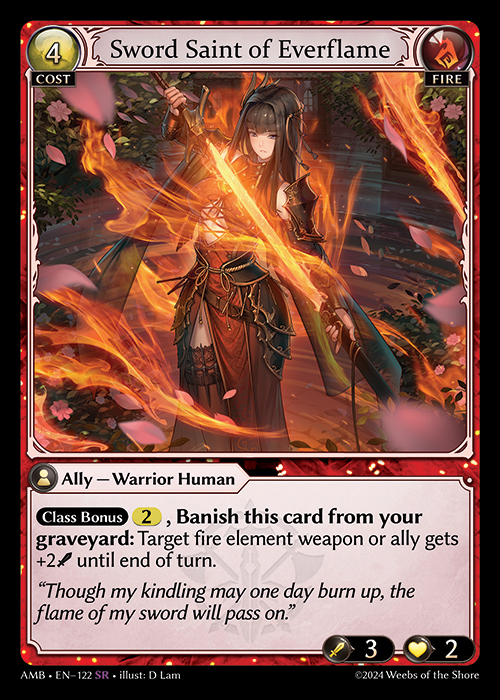 4
Sword Saint of Everflame
COST
FIRE
Ally — Warrior Human
Class Bonus 2 , Banish this card from your
graveyard: Target fire element weapon or ally gets
+2 until end of turn.
“Though my kindling may one day burn up, the
flame of my sword will pass on.”
3 2
AMB • EN–122 SR • illust: D Lam ©2024 Weebs of the Shore